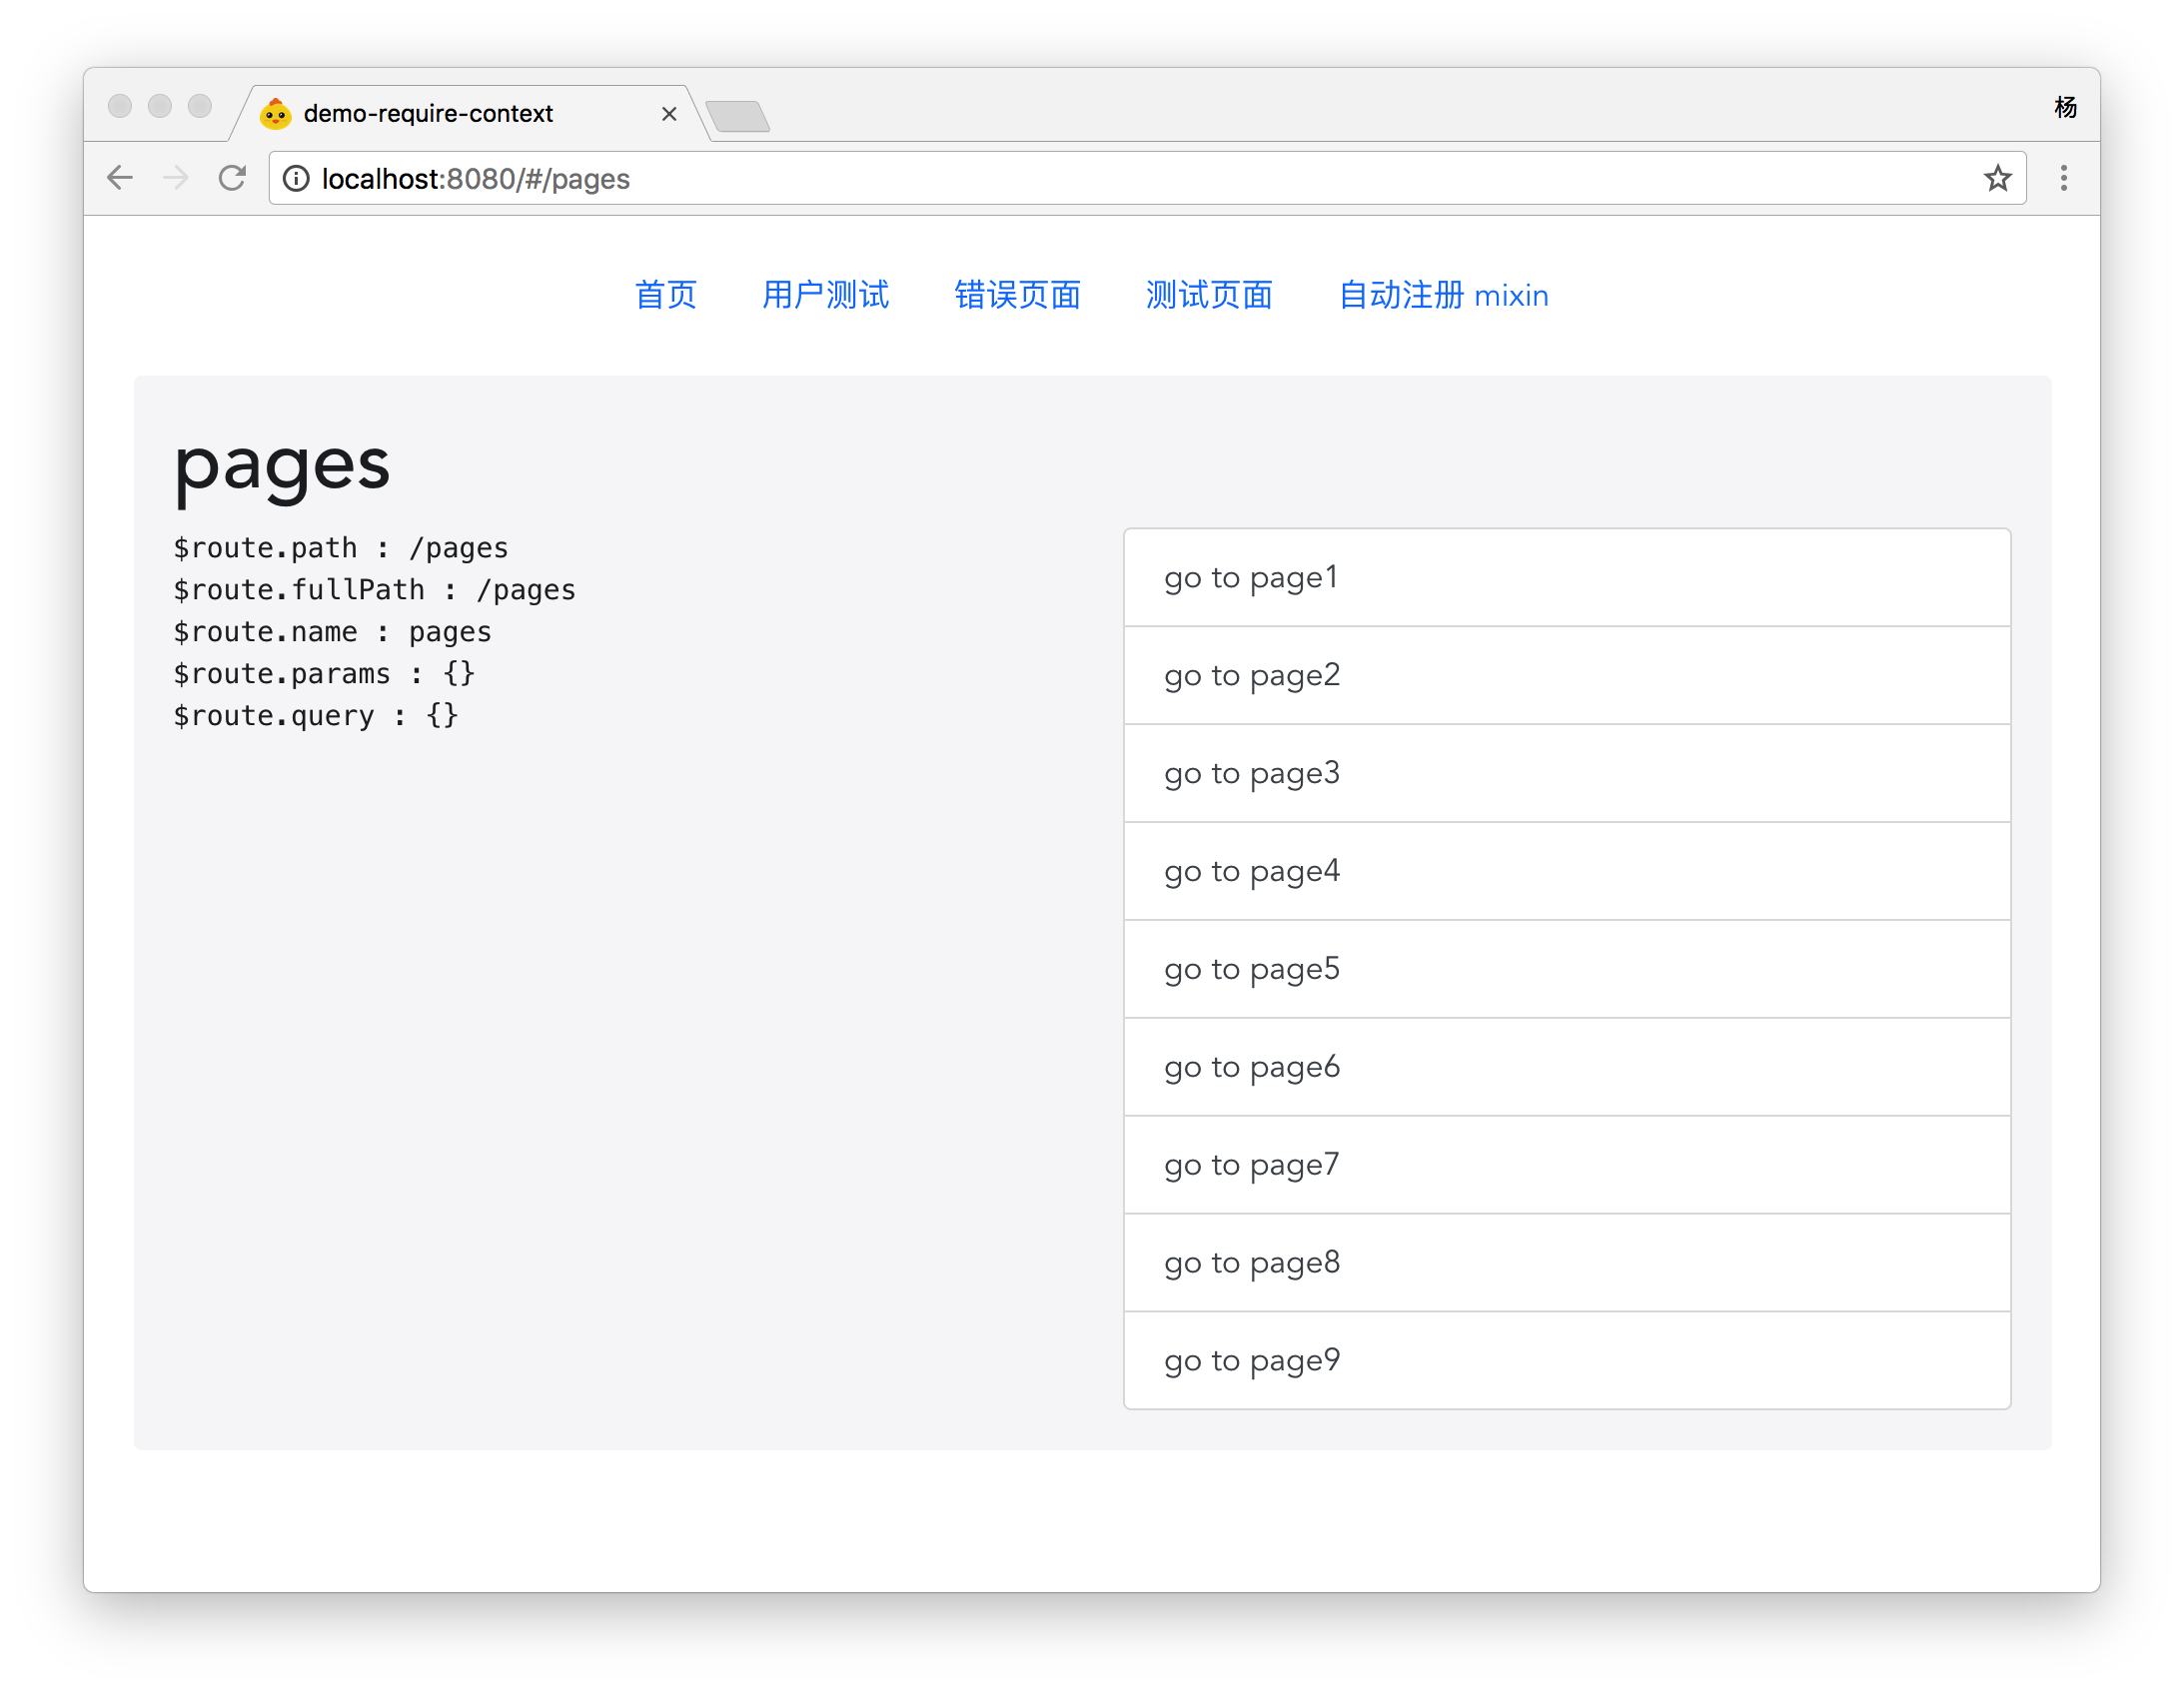 demo-require-context
杨
localhost:8080/#/pages
首页 用户测试 错误页面 测试页面 自动注册 mixin
pages
$route.path : /pages
$route.fullPath : /pages
$route.name : pages
$route.params : {}
$route.query : {}
go to page1
go to page2
go to page3
go to page4
go to page5
go to page6
go to page7
go to page8
go to page9